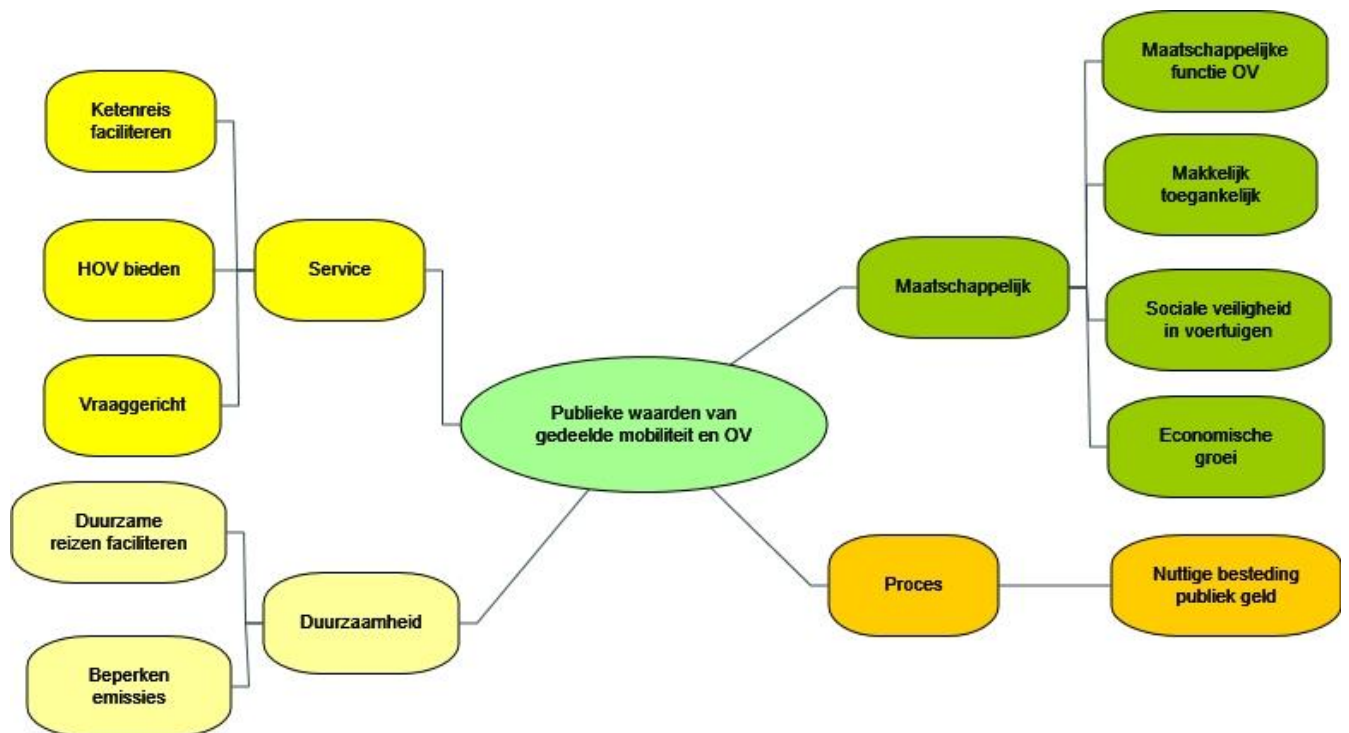 Ketenreis
faciliteren
HOV bieden
Vraaggericht
Service
Duurzame
reizen faciliteren
Beperken
emissies
Duurzaamheid
Publieke waarden van
gedeelde mobiliteit en OV
Maatschappelijk
Maatschappelijke
functie OV
Makkelijk
toegankelijk
Sociale veiligheid
in voertuigen
Economische
groei
Proces
Nuttige besteding
publiek geld